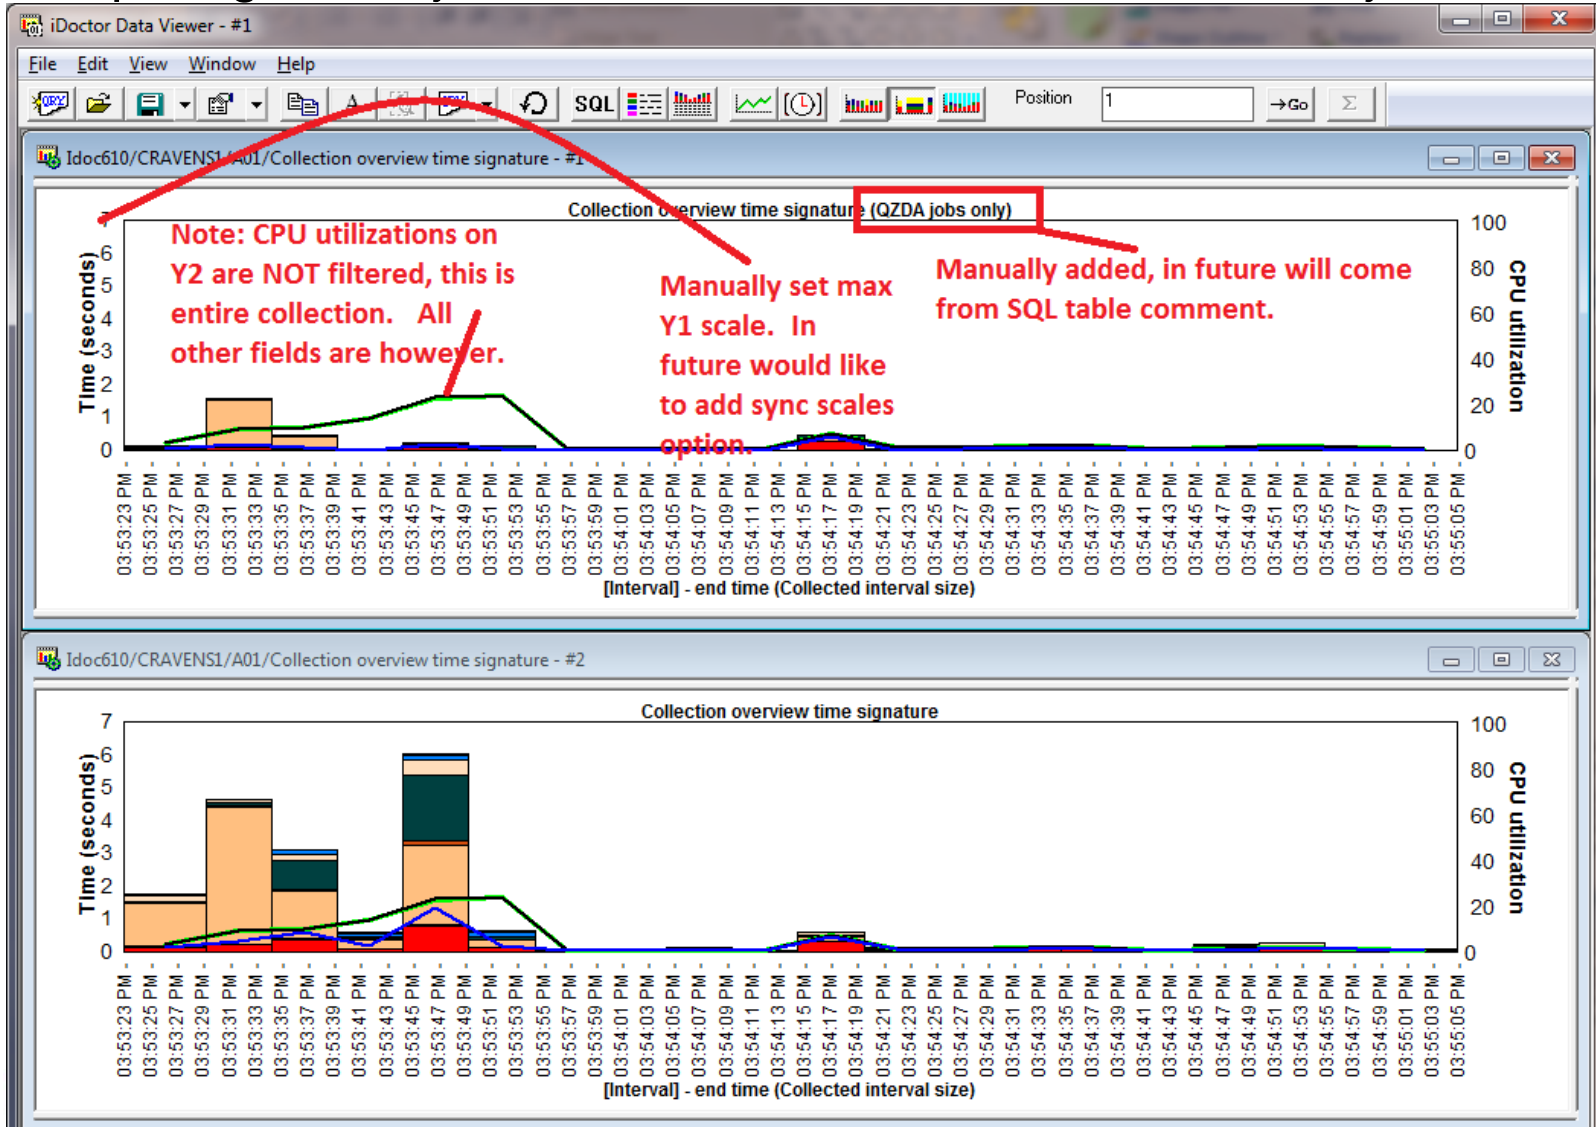 iDoctor Data Viewer - #1
File Edit View Window Help
QRY A QRY SQL Position 1 →Go Σ
Idoc610/CRAVENS1/A01/Collection overview time signature - #1
Collection overview time signature (QZDA jobs only)
Note: CPU utilizations on
Y2 are NOT filtered, this is
entire collection. All
other fields are however.
Manually set max
Y1 scale. In
future would like
to add sync scales
option.
Manually added, in future will come
from SQL table comment.
Time (seconds)
7
6
5
4
3
2
1
0
100
80
60
40
20
0
CPU utilization
03:53:23 PM -
03:53:25 PM -
03:53:27 PM -
03:53:29 PM -
03:53:31 PM -
03:53:33 PM -
03:53:35 PM -
03:53:37 PM -
03:53:39 PM -
03:53:41 PM -
03:53:43 PM -
03:53:45 PM -
03:53:47 PM -
03:53:49 PM -
03:53:51 PM -
03:53:53 PM -
03:53:55 PM -
03:53:57 PM -
03:53:59 PM -
03:54:01 PM -
03:54:03 PM -
03:54:05 PM -
03:54:07 PM -
03:54:09 PM -
03:54:11 PM -
03:54:13 PM -
03:54:15 PM -
03:54:17 PM -
03:54:19 PM -
03:54:21 PM -
03:54:23 PM -
03:54:25 PM -
03:54:27 PM -
03:54:29 PM -
03:54:31 PM -
03:54:33 PM -
03:54:35 PM -
03:54:37 PM -
03:54:39 PM -
03:54:41 PM -
03:54:43 PM -
03:54:45 PM -
03:54:47 PM -
03:54:49 PM -
03:54:51 PM -
03:54:53 PM -
03:54:55 PM -
03:54:57 PM -
03:54:59 PM -
03:55:01 PM -
03:55:03 PM -
03:55:05 PM -
[Interval] - end time (Collected interval size)
Idoc610/CRAVENS1/A01/Collection overview time signature - #2
Collection overview time signature
Time (seconds)
7
6
5
4
3
2
1
0
100
80
60
40
20
0
CPU utilization
03:53:23 PM -
03:53:25 PM -
03:53:27 PM -
03:53:29 PM -
03:53:31 PM -
03:53:33 PM -
03:53:35 PM -
03:53:37 PM -
03:53:39 PM -
03:53:41 PM -
03:53:43 PM -
03:53:45 PM -
03:53:47 PM -
03:53:49 PM -
03:53:51 PM -
03:53:53 PM -
03:53:55 PM -
03:53:57 PM -
03:53:59 PM -
03:54:01 PM -
03:54:03 PM -
03:54:05 PM -
03:54:07 PM -
03:54:09 PM -
03:54:11 PM -
03:54:13 PM -
03:54:15 PM -
03:54:17 PM -
03:54:19 PM -
03:54:21 PM -
03:54:23 PM -
03:54:25 PM -
03:54:27 PM -
03:54:29 PM -
03:54:31 PM -
03:54:33 PM -
03:54:35 PM -
03:54:37 PM -
03:54:39 PM -
03:54:41 PM -
03:54:43 PM -
03:54:45 PM -
03:54:47 PM -
03:54:49 PM -
03:54:51 PM -
03:54:53 PM -
03:54:55 PM -
03:54:57 PM -
03:54:59 PM -
03:55:01 PM -
03:55:03 PM -
03:55:05 PM -
[Interval] - end time (Collected interval size)